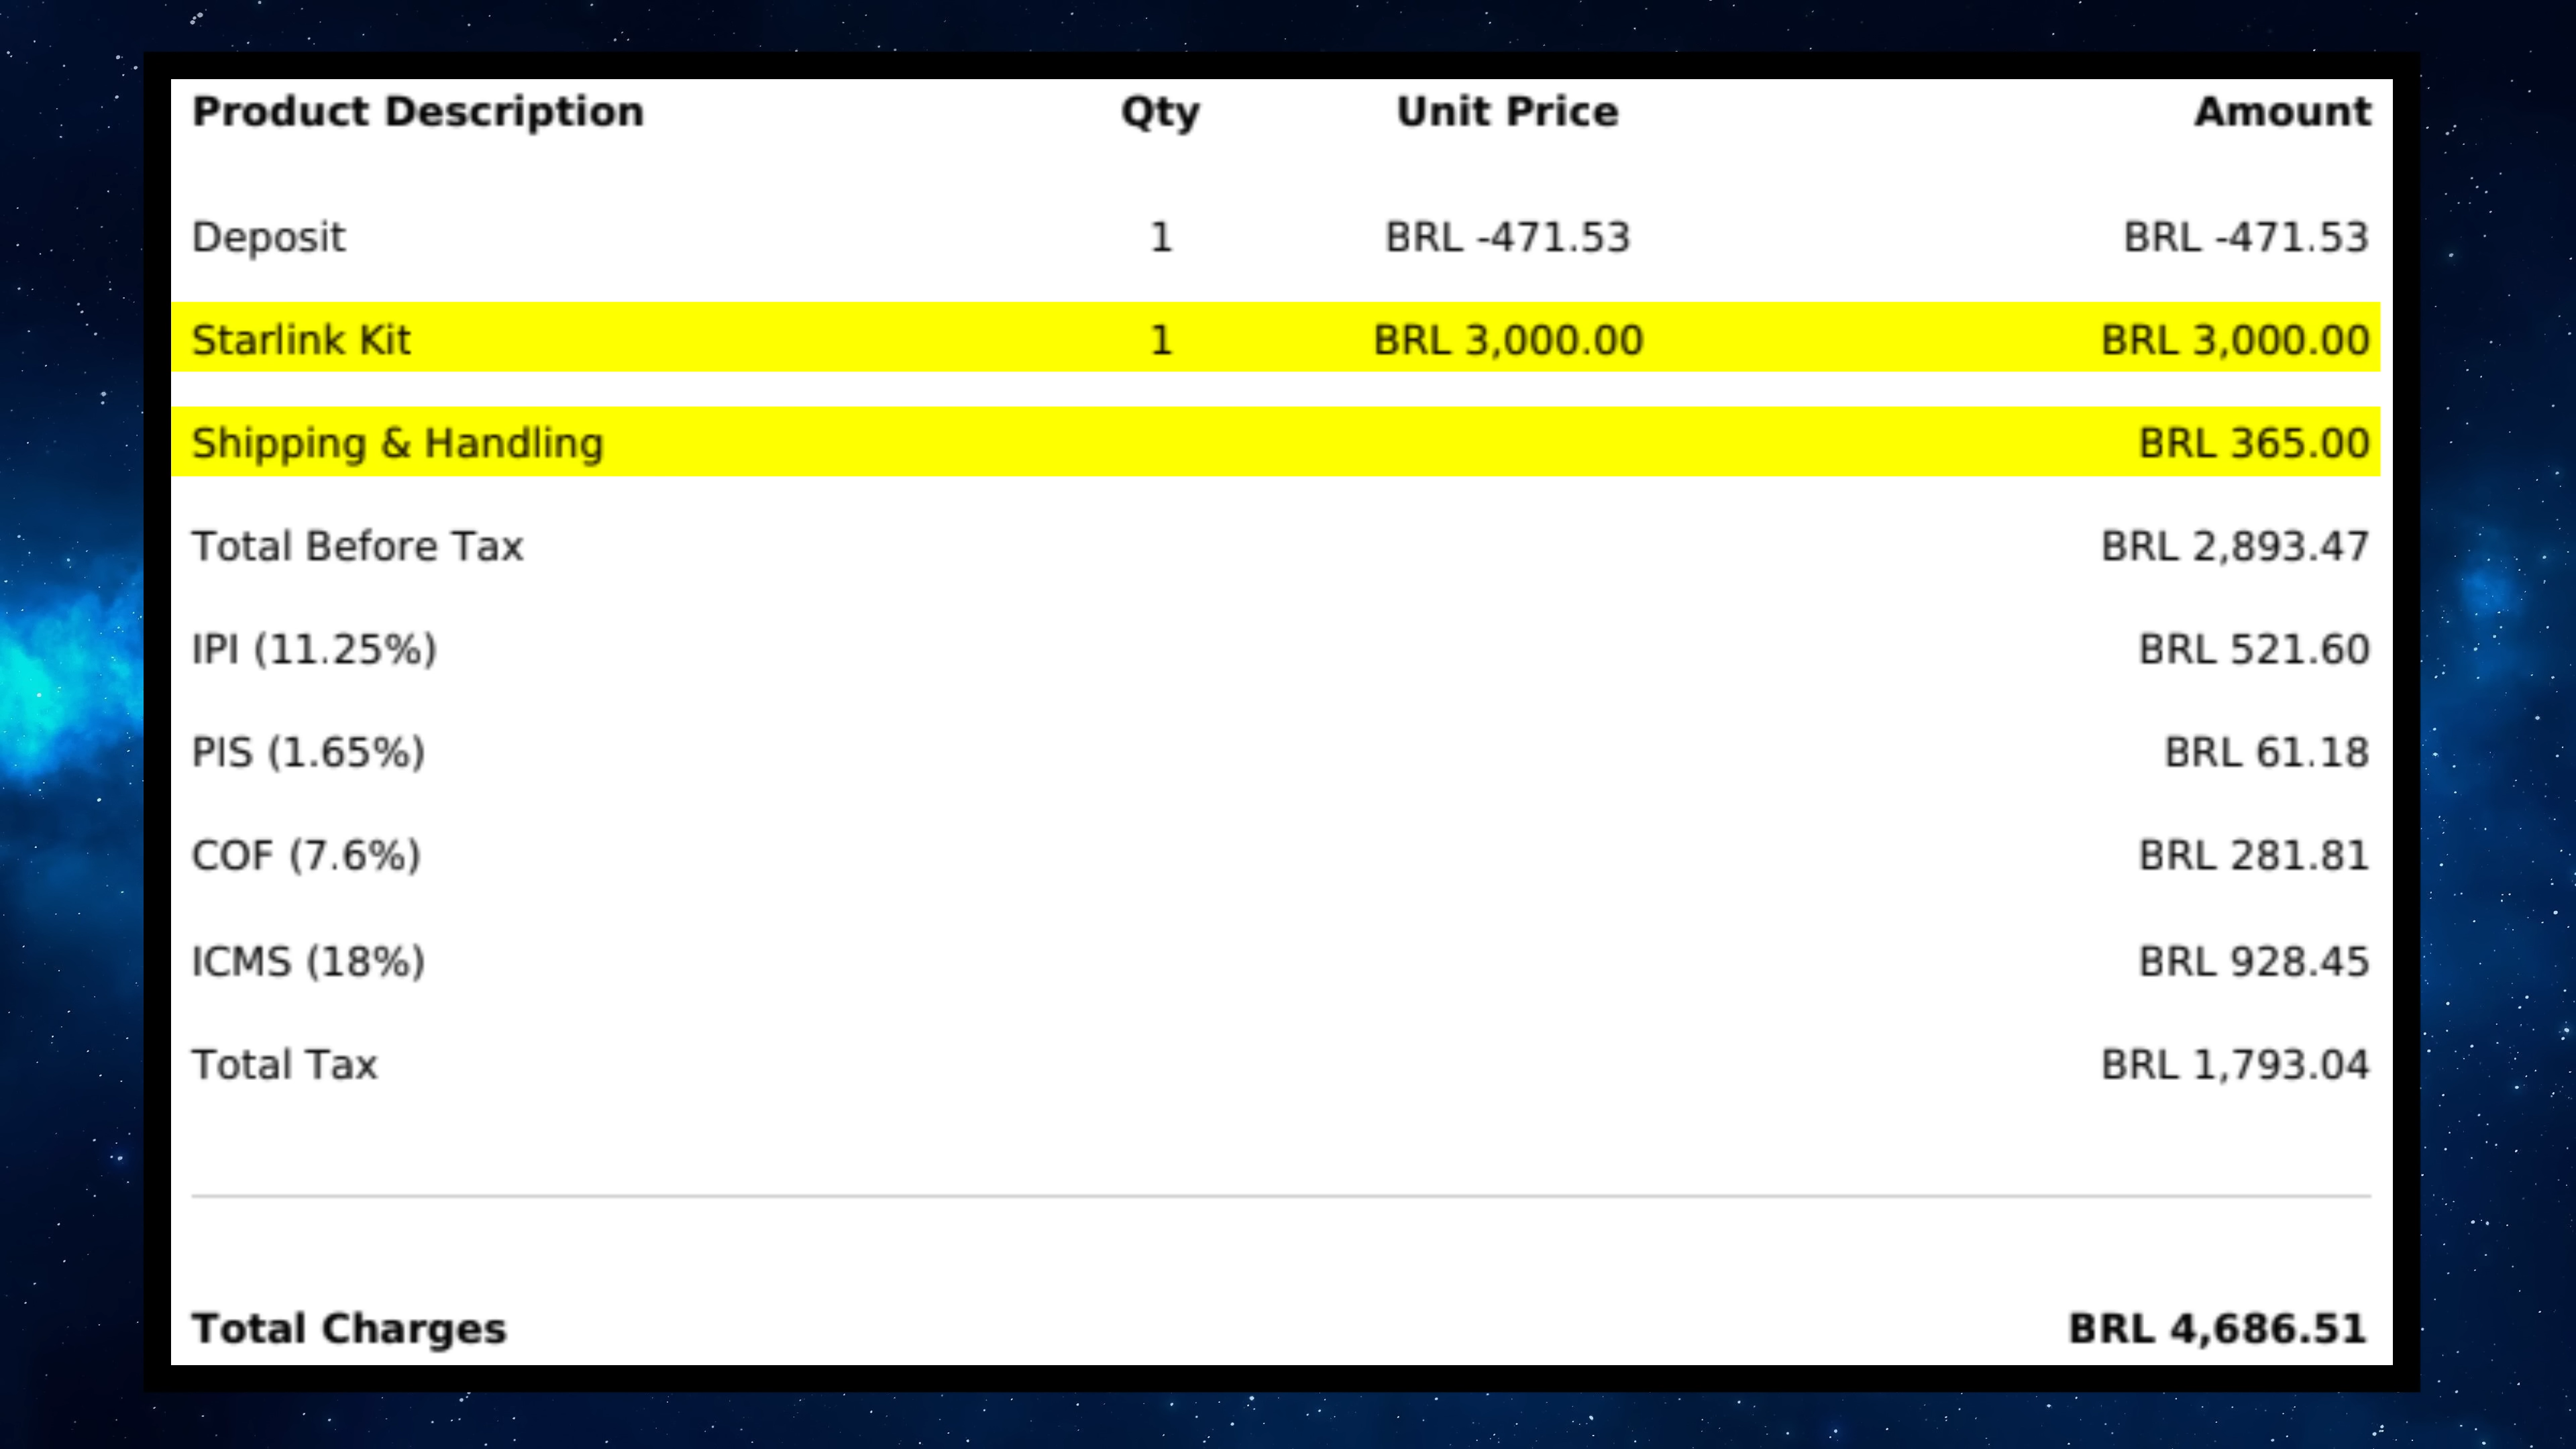 Product Description Qty Unit Price Amount
Deposit 1 BRL -471.53 BRL -471.53
Starlink Kit 1 BRL 3,000.00 BRL 3,000.00
Shipping & Handling BRL 365.00
Total Before Tax BRL 2,893.47
IPI (11.25%) BRL 521.60
PIS (1.65%) BRL 61.18
COF (7.6%) BRL 281.81
ICMS (18%) BRL 928.45
Total Tax BRL 1,793.04
Total Charges BRL 4,686.51